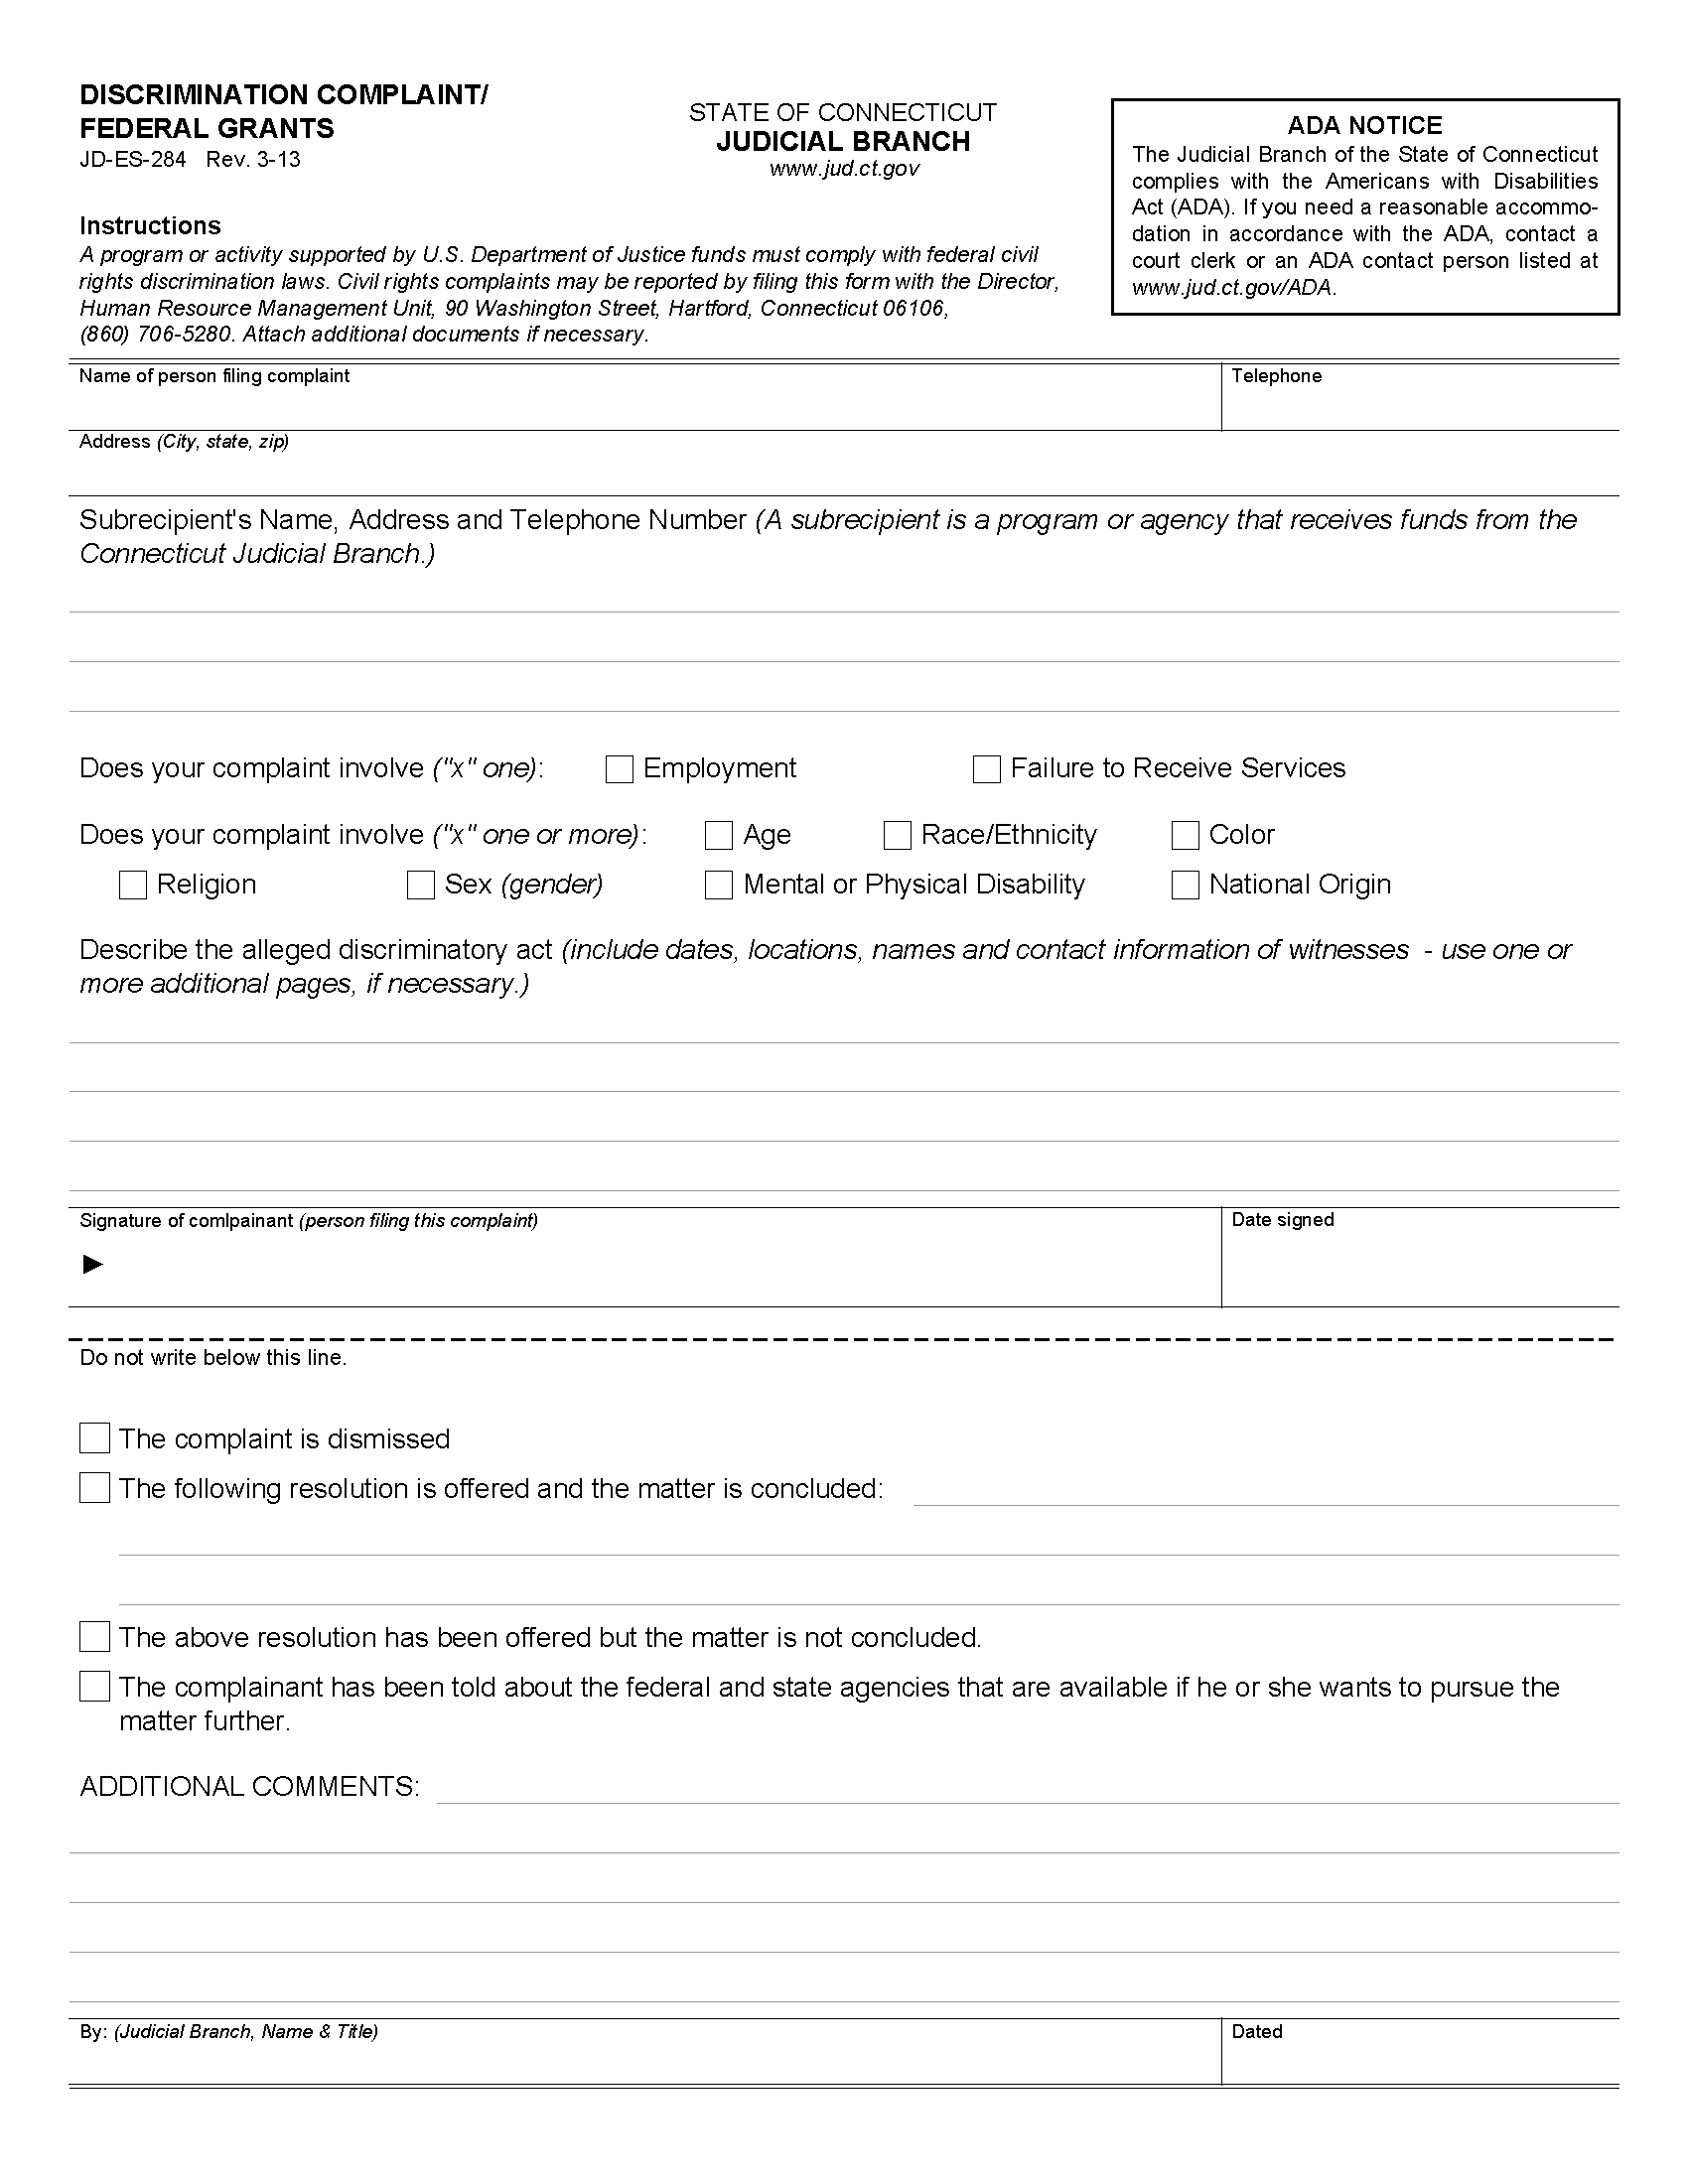 DISCRIMINATION COMPLAINT/
FEDERAL GRANTS
JD-ES-284 Rev. 3-13
STATE OF CONNECTICUT
JUDICIAL BRANCH
www.jud.ct.gov
ADA NOTICE
The Judicial Branch of the State of Connecticut
complies with the Americans with Disabilities
Act (ADA). If you need a reasonable accommo-
dation in accordance with the ADA, contact a
court clerk or an ADA contact person listed at
www.jud.ct.gov/ADA.
Instructions
A program or activity supported by U.S. Department of Justice funds must comply with federal civil
rights discrimination laws. Civil rights complaints may be reported by filing this form with the Director,
Human Resource Management Unit, 90 Washington Street, Hartford, Connecticut 06106,
(860) 706-5280. Attach additional documents if necessary.
Name of person filing complaint
Telephone
Address (City, state, zip)
Subrecipient's Name, Address and Telephone Number (A subrecipient is a program or agency that receives funds from the
Connecticut Judicial Branch.)
Does your complaint involve ("x" one): Employment Failure to Receive Services
Does your complaint involve ("x" one or more): Age Race/Ethnicity Color
Religion Sex (gender) Mental or Physical Disability National Origin
Describe the alleged discriminatory act (include dates, locations, names and contact information of witnesses - use one or
more additional pages, if necessary.)
Signature of comlpainant (person filing this complaint)
Date signed
Do not write below this line.
The complaint is dismissed
The following resolution is offered and the matter is concluded:
The above resolution has been offered but the matter is not concluded.
The complainant has been told about the federal and state agencies that are available if he or she wants to pursue the
matter further.
ADDITIONAL COMMENTS:
By: (Judicial Branch, Name & Title)
Dated